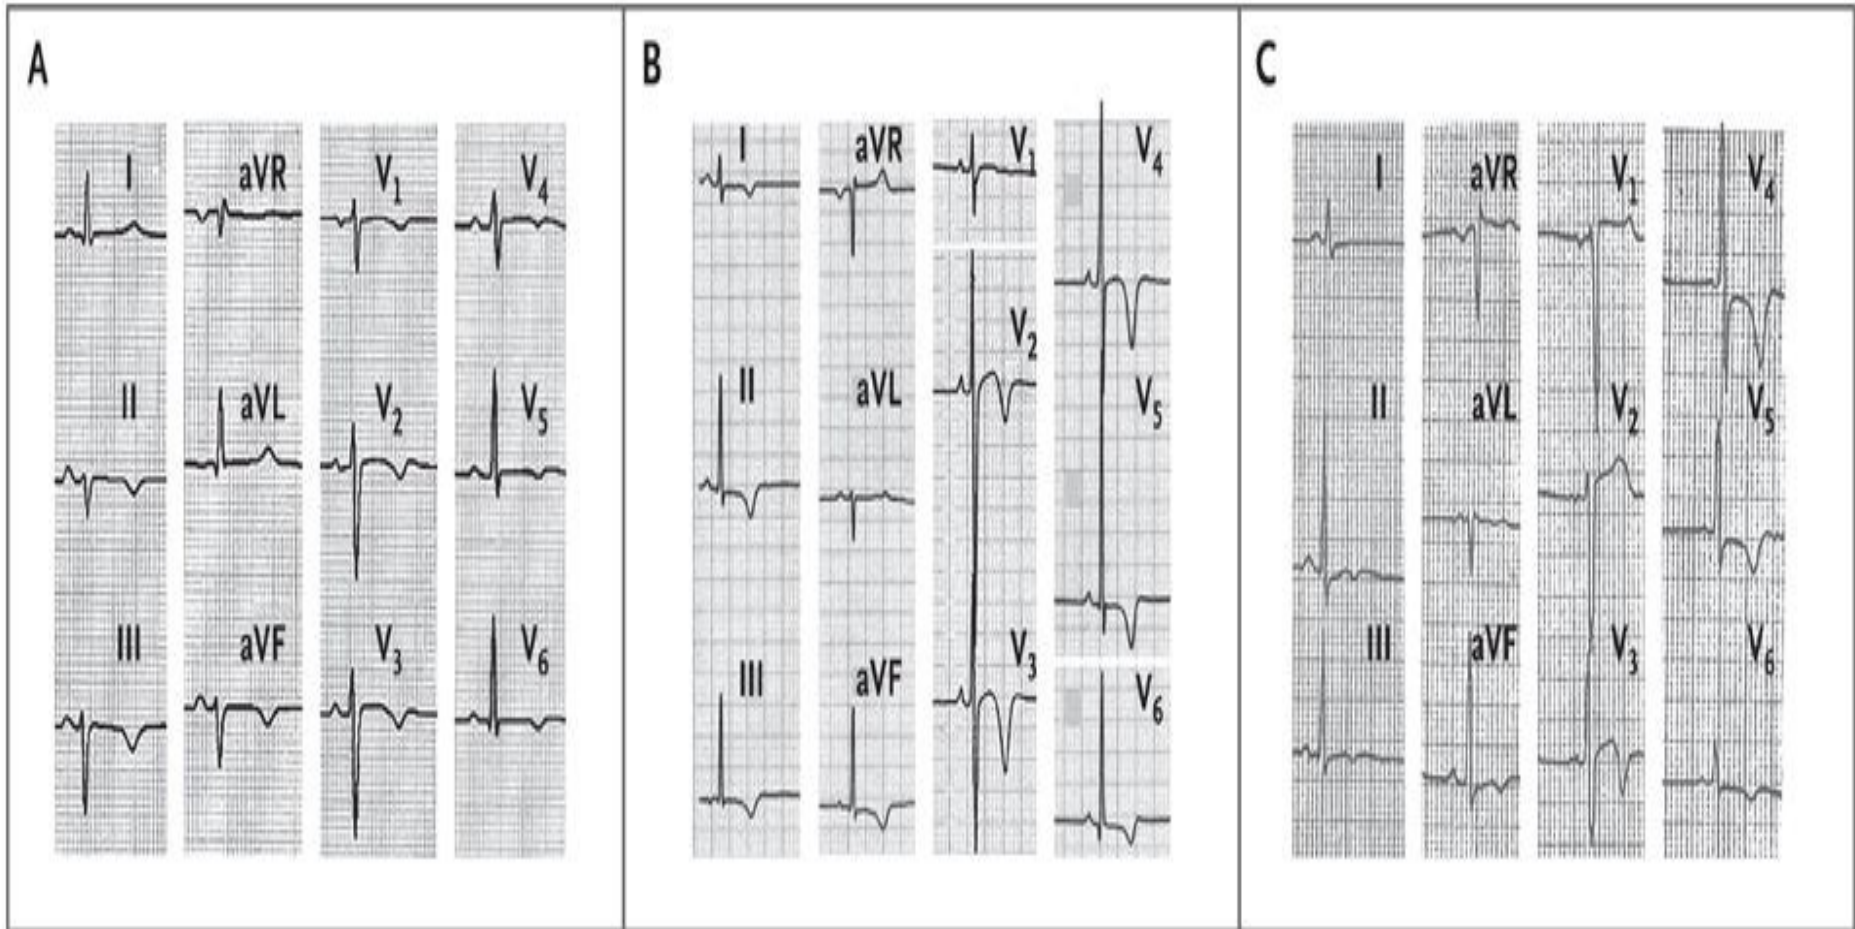 A
I aVR V1 V4
II aVL V2 V5
III aVF V3 V6
B
I aVR V1 V4
V2
II aVL V5
III aVF V3 V6
C
I aVR V1 V4
II aVL V2 V5
III aVF V3 V6